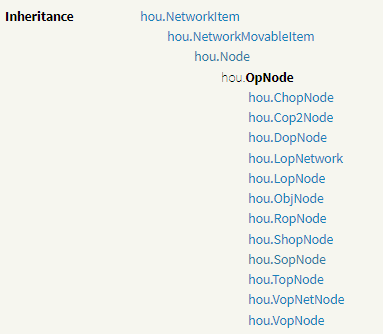 Inheritance hou.NetworkItem
hou.NetworkMovableItem
hou.Node
hou.OpNode
hou.ChopNode
hou.Cop2Node
hou.DopNode
hou.LopNetwork
hou.LopNode
hou.ObjNode
hou.RopNode
hou.ShopNode
hou.SopNode
hou.TopNode
hou.VopNetNode
hou.VopNode